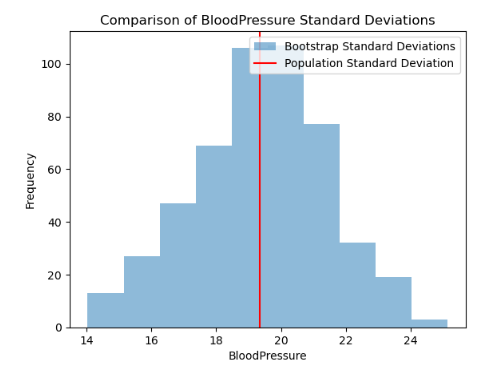 Comparison of BloodPressure Standard Deviations
Bootstrap Standard Deviations
Population Standard Deviation
100
80
60
40
20
0
Frequency
14 16 18 20 22 24
BloodPressure